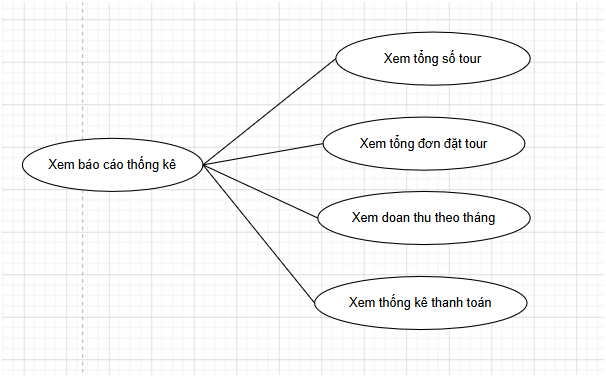 Xem tổng số tour
Xem tổng đơn đặt tour
Xem báo cáo thống kê
Xem doan thu theo tháng
Xem thống kê thanh toán